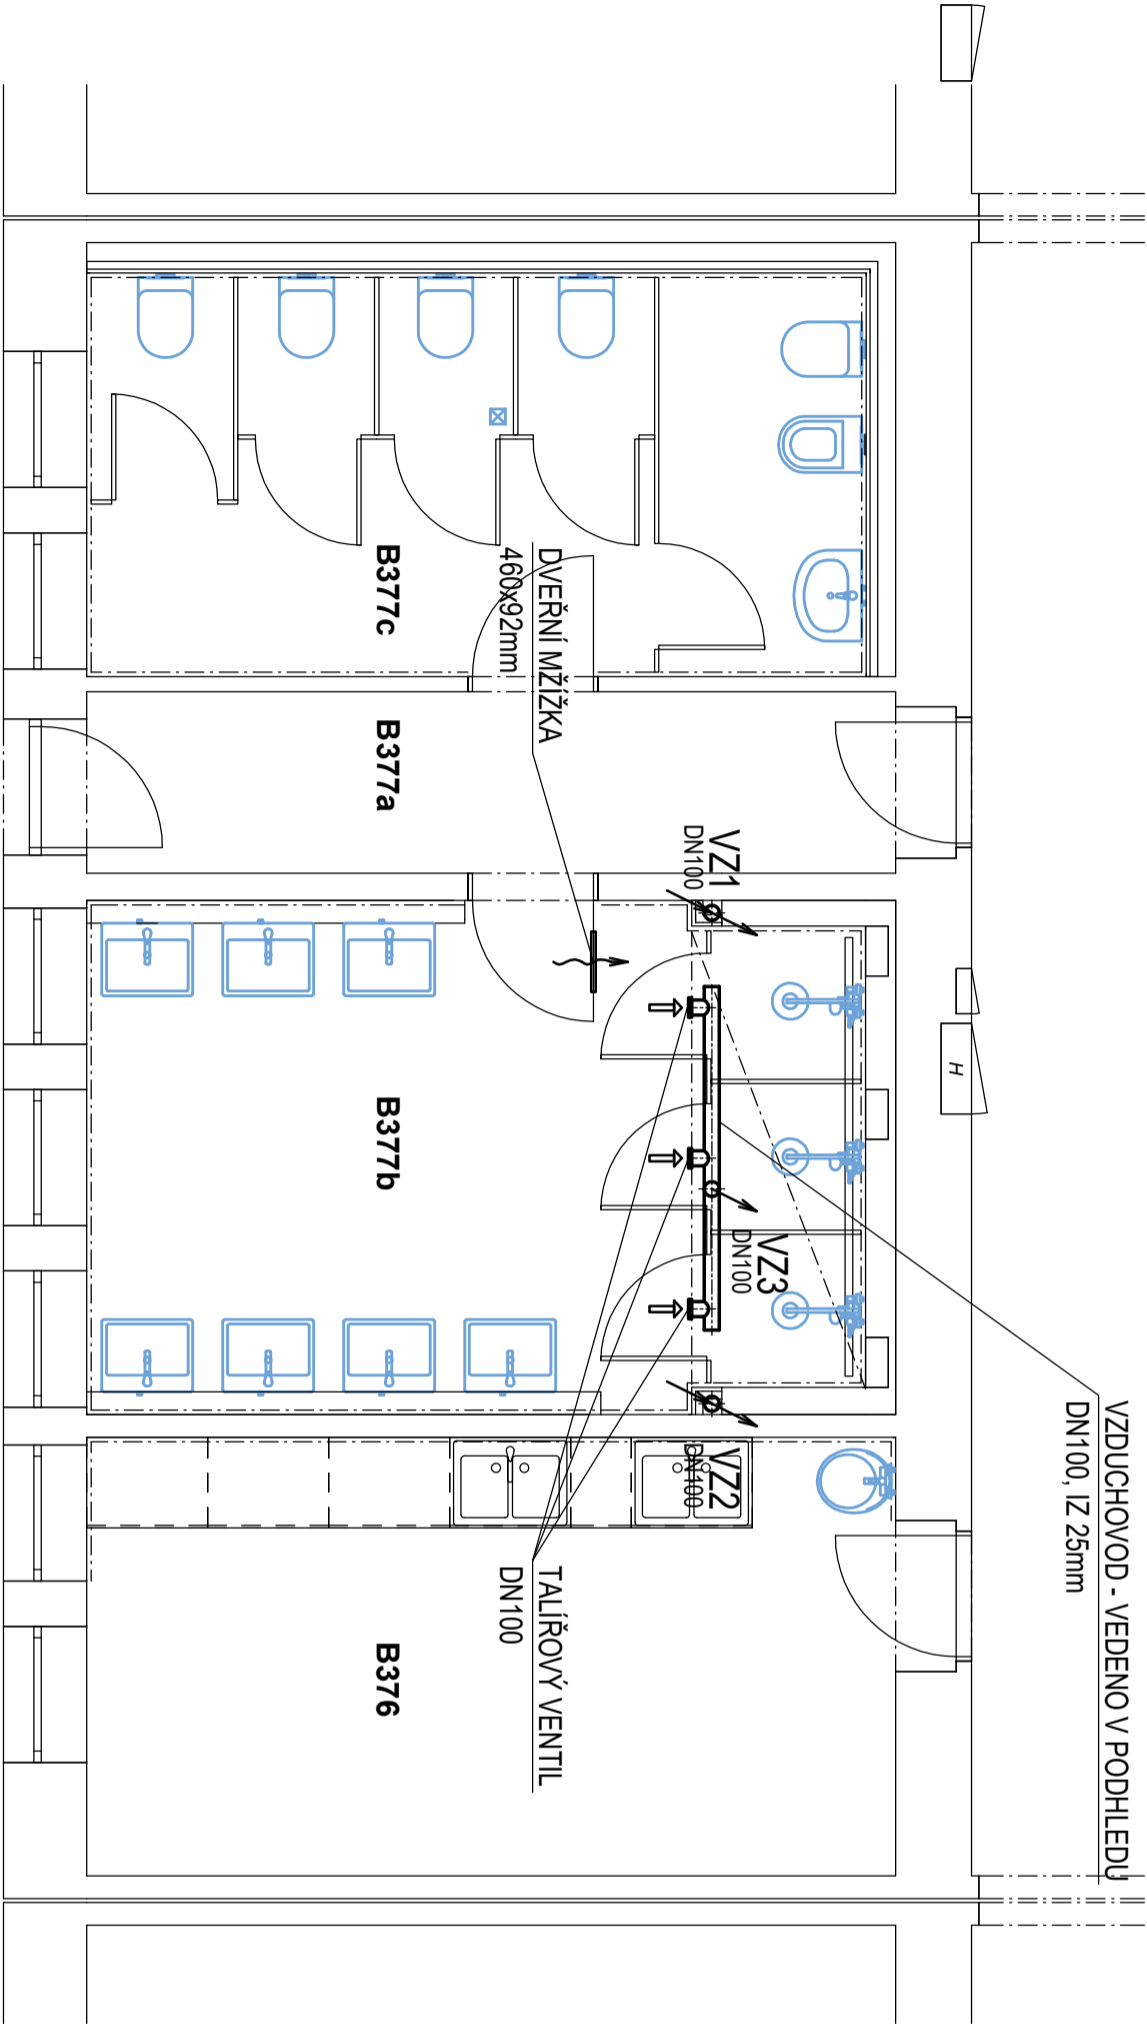 VZDUCHOVOD - VEDENO V PODHLEDU
DN100, IZ 25mm
H
VZ1
DN100
VZ3
DN100
VZ2
DN100
DVEŘNÍ MŽÍŽKA
460x92mm
TALÍŘOVÝ VENTIL
DN100
B377c
B377a
B377b
B376